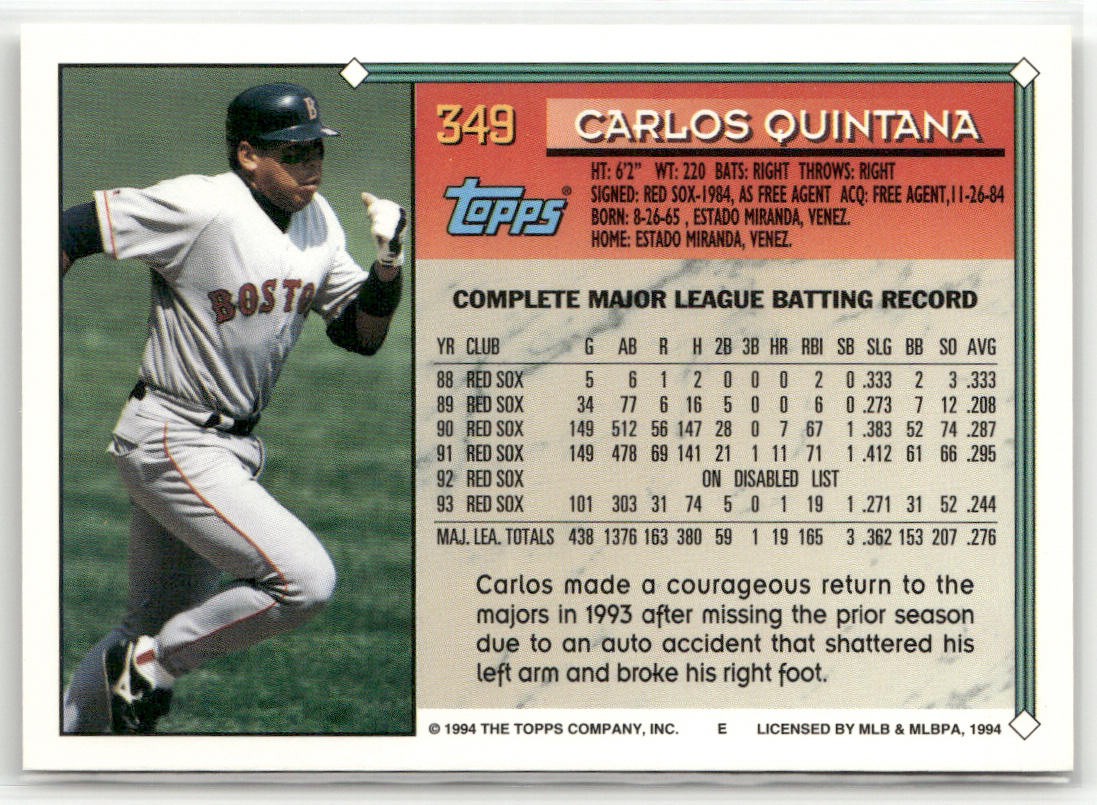 349 CARLOS QUINTANA
topps®
HT: 6'2" WT: 220 BATS: RIGHT THROWS: RIGHT
SIGNED: RED SOX-1984, AS FREE AGENT ACQ: FREE AGENT,11-26-84
BORN: 8-26-65 , ESTADO MIRANDA, VENEZ.
HOME: ESTADO MIRANDA, VENEZ.
B
BOSTO
COMPLETE MAJOR LEAGUE BATTING RECORD
YR CLUB G AB R H 2B 3B HR RBI SB SLG BB SO AVG
88 RED SOX 5 6 1 2 0 0 0 2 0 .333 2 3 .333
89 RED SOX 34 77 6 16 5 0 0 6 0 .273 7 12 .208
90 RED SOX 149 512 56 147 28 0 7 67 1 .383 52 74 .287
91 RED SOX 149 478 69 141 21 1 11 71 1 .412 61 66 .295
92 RED SOX ON DISABLED LIST
93 RED SOX 101 303 31 74 5 0 1 19 1 .271 31 52 .244
MAJ. LEA. TOTALS 438 1376 163 380 59 1 19 165 3 .362 153 207 .276
Carlos made a courageous return to the
majors in 1993 after missing the prior season
due to an auto accident that shattered his
left arm and broke his right foot.
© 1994 THE TOPPS COMPANY, INC. E LICENSED BY MLB & MLBPA, 1994